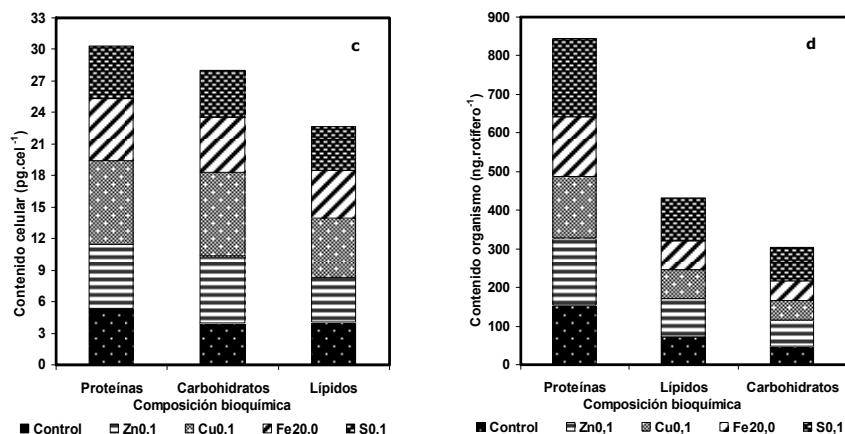 33
30
27
24
21
18
15
12
9
6
3
0
Contenido celular (pg.cel⁻¹)
c
Proteínas Carbohidratos Lípidos
Composición bioquímica
Control Zn0,1 Cu0,1 Fe20,0 S0,1
900
800
700
600
500
400
300
200
100
0
Contenido organismo (ng.rotífero⁻¹)
d
Proteínas Lípidos Carbohidratos
Composición bioquímica
Control Zn0,1 Cu0,1 Fe20,0 S0,1